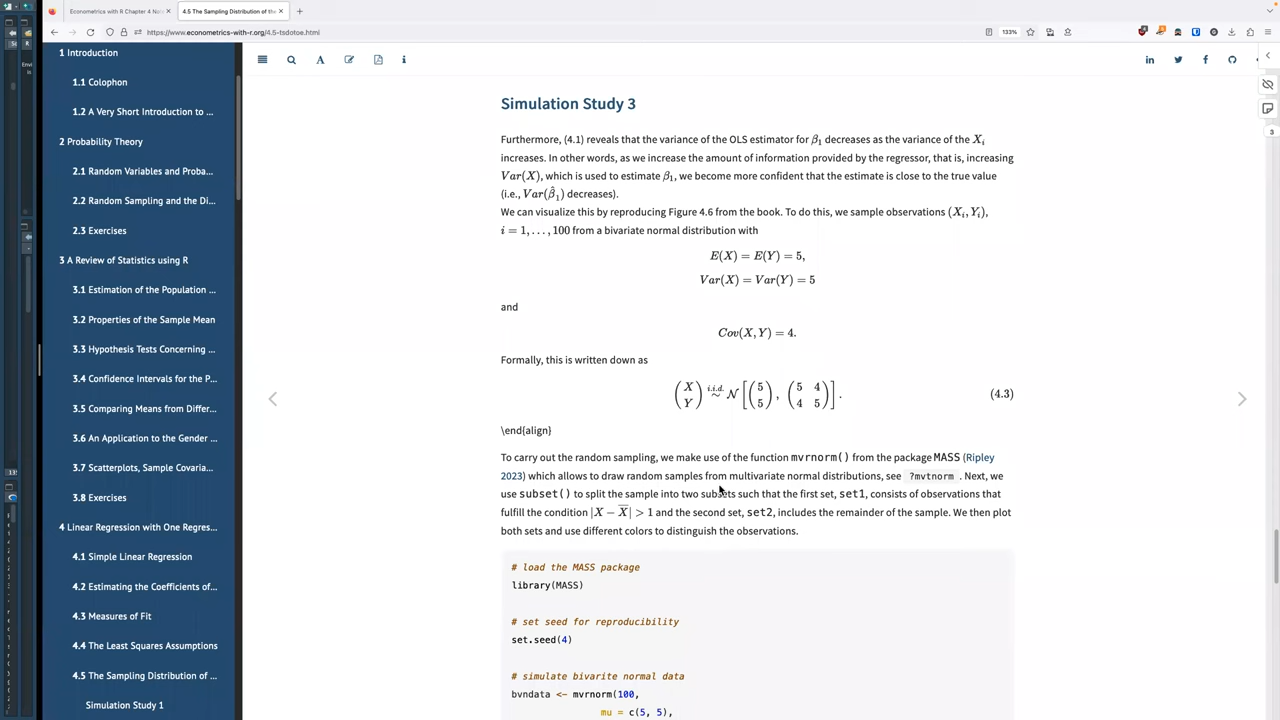 Econometrics with R Chapter 4 Not
4.5 The Sampling Distribution of the
https://www.econometrics-with-r.org/4.5-tsdotoe.html
133%
1 Introduction
1.1 Colophon
1.2 A Very Short Introduction to ...
2 Probability Theory
2.1 Random Variables and Proba...
2.2 Random Sampling and the Di...
2.3 Exercises
3 A Review of Statistics using R
3.1 Estimation of the Population ...
3.2 Properties of the Sample Mean
3.3 Hypothesis Tests Concerning ...
3.4 Confidence Intervals for the P...
3.5 Comparing Means from Differ...
3.6 An Application to the Gender ...
3.7 Scatterplots, Sample Covaria...
3.8 Exercises
4 Linear Regression with One Regres...
4.1 Simple Linear Regression
4.2 Estimating the Coefficients of...
4.3 Measures of Fit
4.4 The Least Squares Assumptions
4.5 The Sampling Distribution of ...
Simulation Study 1
Simulation Study 3
Furthermore, (4.1) reveals that the variance of the OLS estimator for β₁ decreases as the variance of the Xᵢ
increases. In other words, as we increase the amount of information provided by the regressor, that is, increasing
Var(X), which is used to estimate β₁, we become more confident that the estimate is close to the true value
(i.e., Var(β̂₁) decreases).
We can visualize this by reproducing Figure 4.6 from the book. To do this, we sample observations (Xᵢ, Yᵢ),
i = 1, . . . , 100 from a bivariate normal distribution with
E(X) = E(Y) = 5,
Var(X) = Var(Y) = 5
and
Cov(X, Y) = 4.
Formally, this is written down as
(X Y) i.i.d. ∼ 𝒩 [(5 5), (5 4 4 5)]. (4.3)
\end{align}
To carry out the random sampling, we make use of the function mvrnorm() from the package MASS (Ripley
2023) which allows to draw random samples from multivariate normal distributions, see ?mvtnorm . Next, we
use subset() to split the sample into two subsets such that the first set, set1, consists of observations that
fulfill the condition |X − X̅| > 1 and the second set, set2, includes the remainder of the sample. We then plot
both sets and use different colors to distinguish the observations.
# load the MASS package
library(MASS)
# set seed for reproducibility
set.seed(4)
# simulate bivarite normal data
bvndata <- mvrnorm(100,
mu = c(5, 5),
3